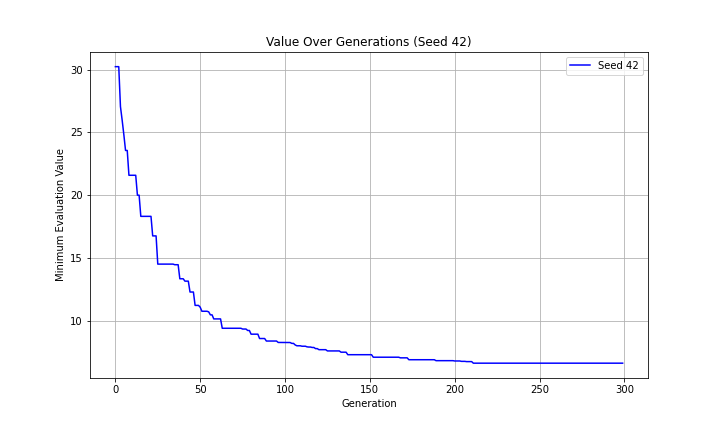 Value Over Generations (Seed 42)
Seed 42
Minimum Evaluation Value
30
25
20
15
10
0 50 100 150 200 250 300
Generation